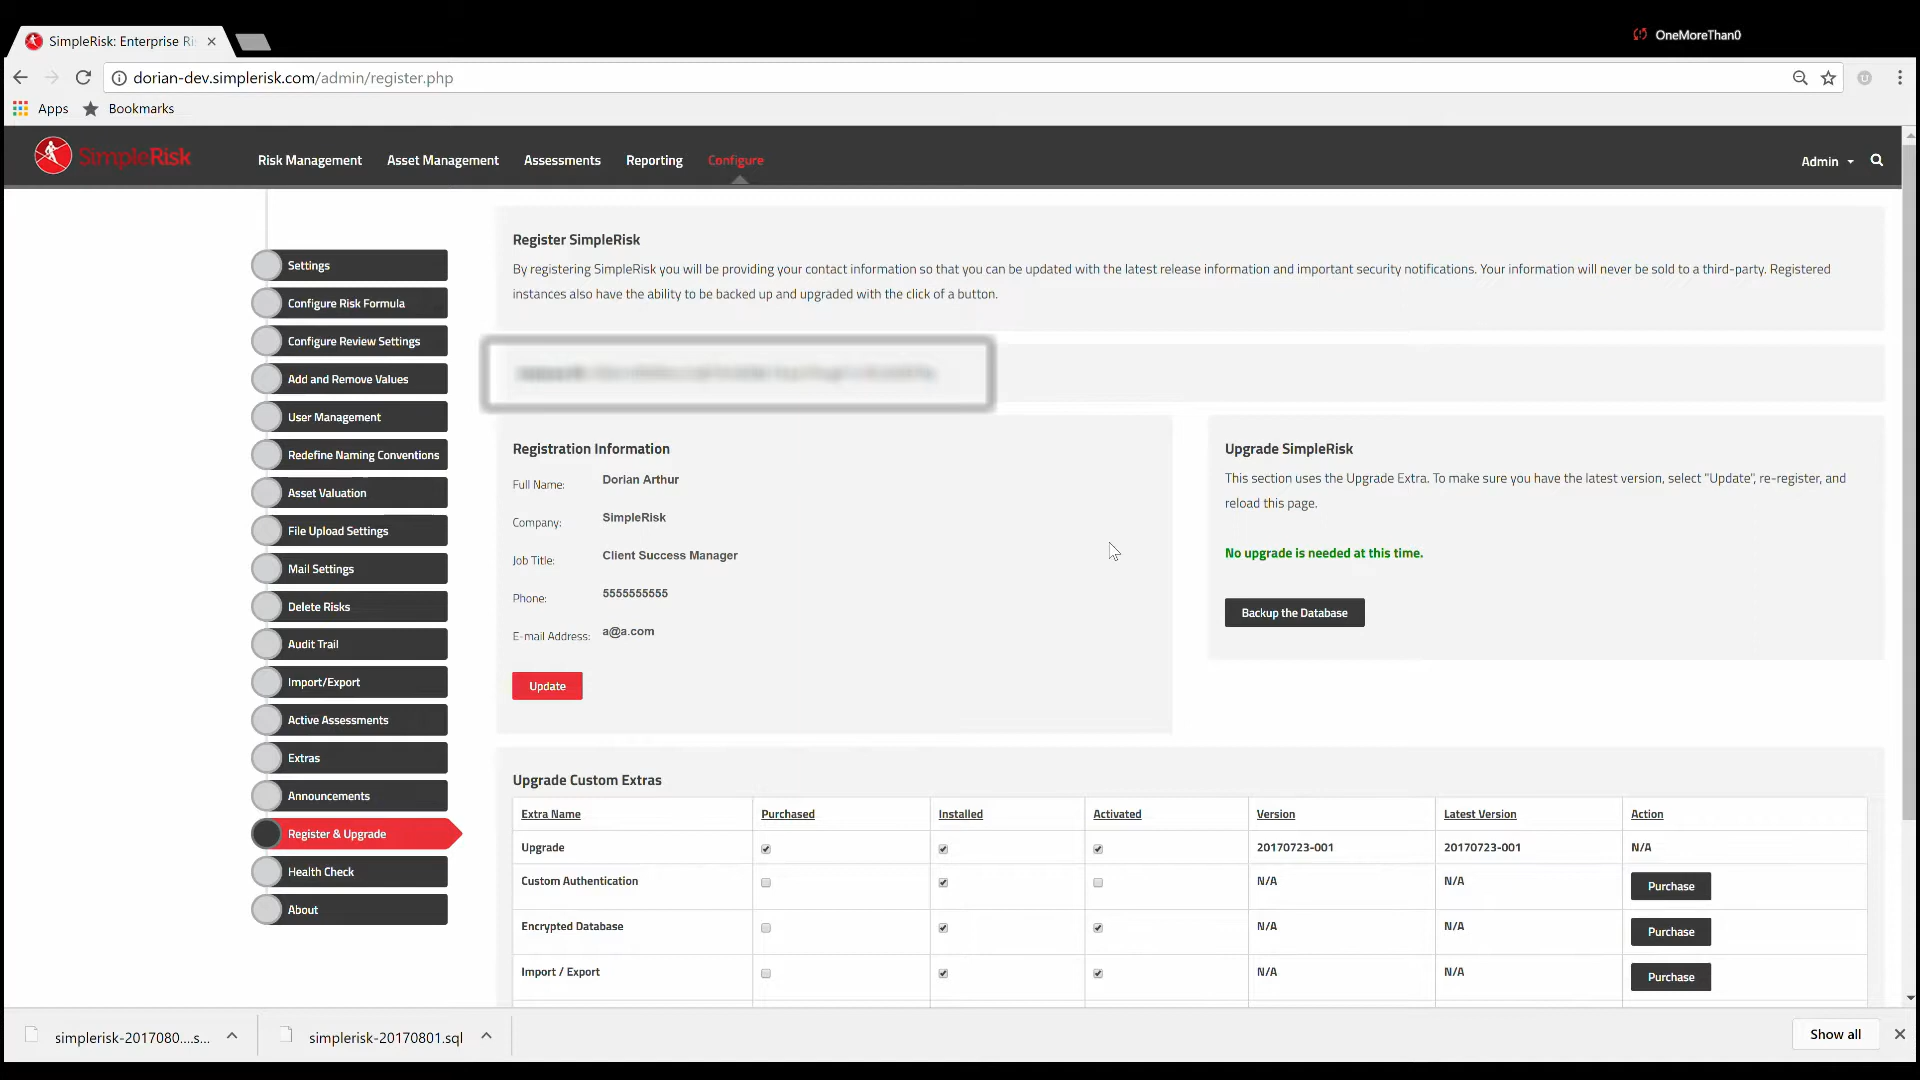 SimpleRisk: Enterprise Ri
OneMoreThan0
dorian-dev.simplerisk.com/admin/register.php
Apps
Bookmarks
SimpleRisk
Risk Management
Asset Management
Assessments
Reporting
Configure
Admin
Settings
Configure Risk Formula
Configure Review Settings
Add and Remove Values
User Management
Redefine Naming Conventions
Asset Valuation
File Upload Settings
Mail Settings
Delete Risks
Audit Trail
Import/Export
Active Assessments
Extras
Announcements
Register & Upgrade
Health Check
About
Register SimpleRisk
By registering SimpleRisk you will be providing your contact information so that you can be updated with the latest release information and important security notifications. Your information will never be sold to a third-party. Registered
instances also have the ability to be backed up and upgraded with the click of a button.
Registration Information
Full Name: Dorian Arthur
Company: SimpleRisk
Job Title: Client Success Manager
Phone: 5555555555
E-mail Address: a@a.com
Update
Upgrade SimpleRisk
This section uses the Upgrade Extra. To make sure you have the latest version, select "Update", re-register, and
reload this page.
No upgrade is needed at this time.
Backup the Database
Upgrade Custom Extras
Extra Name Purchased Installed Activated Version Latest Version Action
Upgrade 20170723-001 20170723-001 N/A
Custom Authentication N/A N/A Purchase
Encrypted Database N/A N/A Purchase
Import / Export N/A N/A Purchase
simplerisk-2017080....s...
simplerisk-20170801.sql
Show all